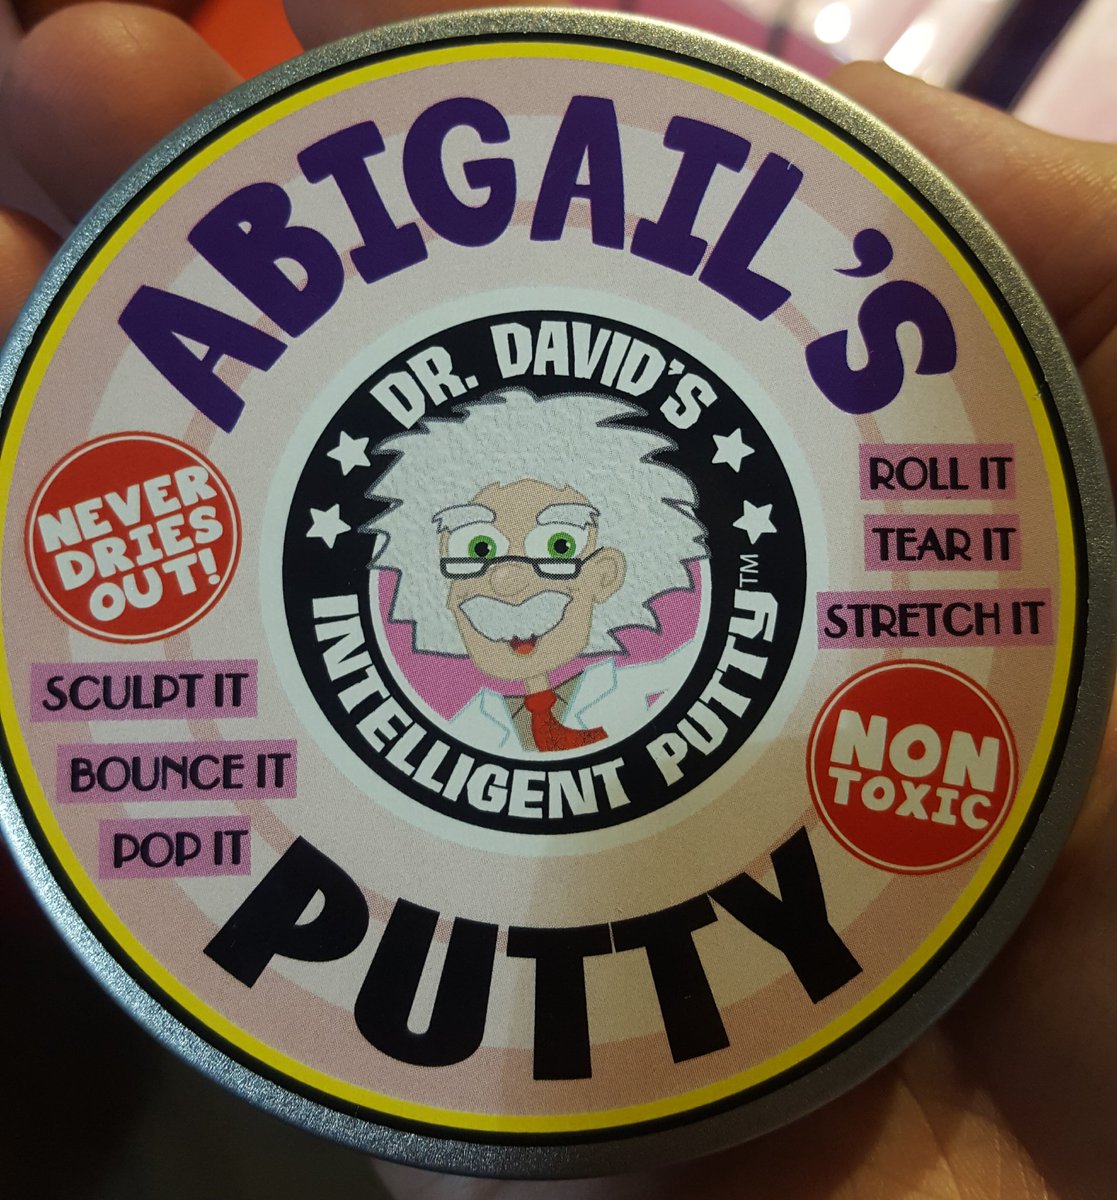 ABIGAIL'S
DR. DAVID'S
INTELLIGENT PUTTY™
NEVER
DRIES
OUT!
SCULPT IT
BOUNCE IT
POP IT
ROLL IT
TEAR IT
STRETCH IT
NON
TOXIC
PUTTY